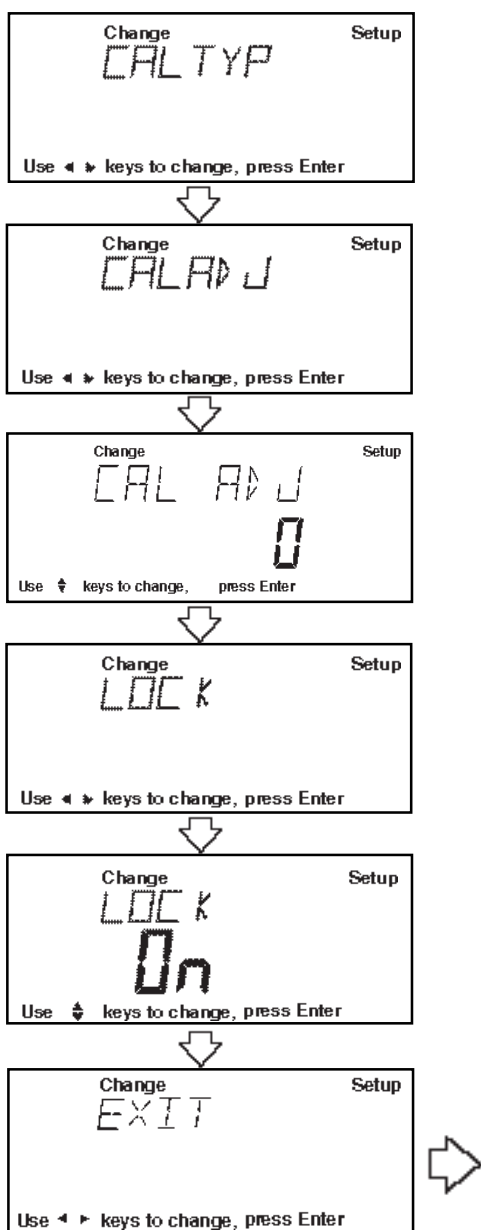 Change Setup
CALTYP
Use ◄ ► keys to change, press Enter
Change Setup
CALADJ
Use ◄ ► keys to change, press Enter
Change Setup
CAL ADJ
0
Use ▲▼ keys to change, press Enter
Change Setup
LOCK
Use ◄ ► keys to change, press Enter
Change Setup
LOCK
On
Use ▲▼ keys to change, press Enter
Change Setup
EXIT
Use ◄ ► keys to change, press Enter